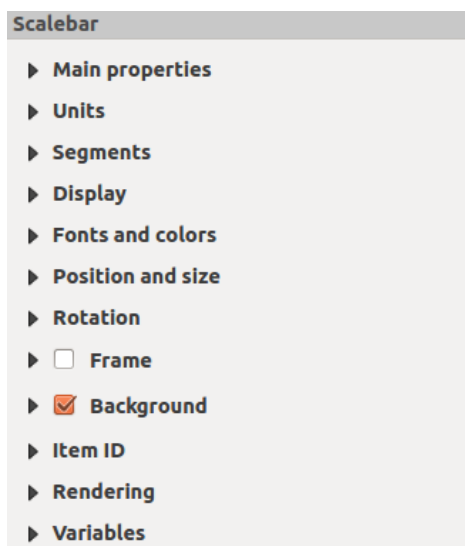 Scalebar
Main properties
Units
Segments
Display
Fonts and colors
Position and size
Rotation
Frame
Background
Item ID
Rendering
Variables